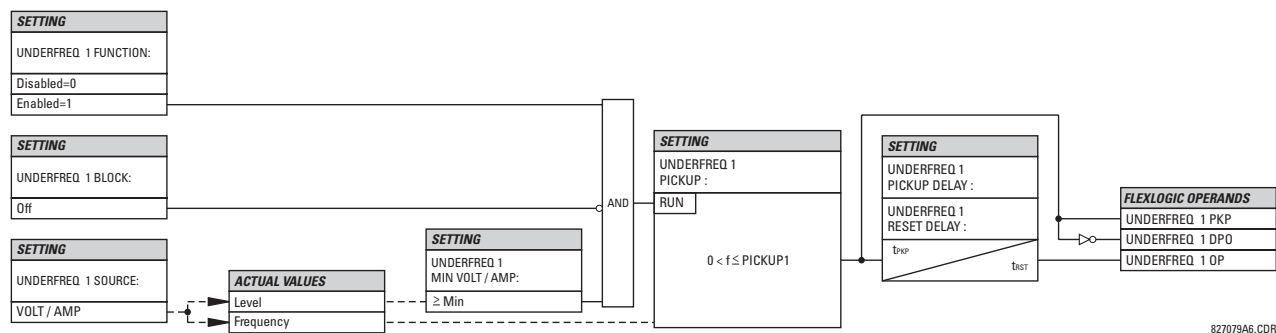 SETTING
UNDERFREQ 1 FUNCTION:
Disabled=0
Enabled=1
SETTING
UNDERFREQ 1 BLOCK:
Off
SETTING
UNDERFREQ 1 SOURCE:
VOLT / AMP
ACTUAL VALUES
Level
Frequency
SETTING
UNDERFREQ 1
MIN VOLT / AMP:
≥ Min
AND
SETTING
UNDERFREQ 1
PICKUP :
RUN
0 < f ≤ PICKUP1
SETTING
UNDERFREQ 1
PICKUP DELAY :
UNDERFREQ 1
RESET DELAY :
tPKP
tRST
FLEXLOGIC OPERANDS
UNDERFREQ 1 PKP
UNDERFREQ 1 DPO
UNDERFREQ 1 OP
827079A6.CDR